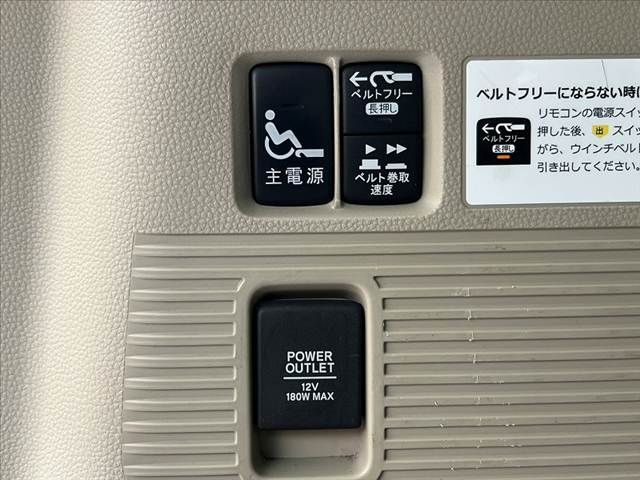 主電源
ベルトフリー
長押し
ベルト巻取
速度
ベルトフリーにならない時は
リモコンの電源スイッ
押した後、出スイッ
がら、ウインチベルト
引き出してください。
ベルトフリー
長押し
POWER
OUTLET
12V
180W MAX